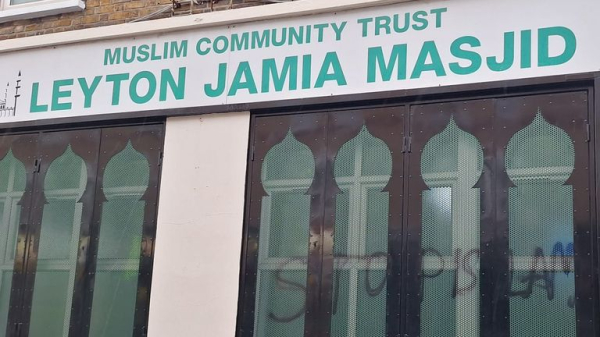 MUSLIM COMMUNITY TRUST
LEYTON JAMIA MASJID
STOP ISLAM